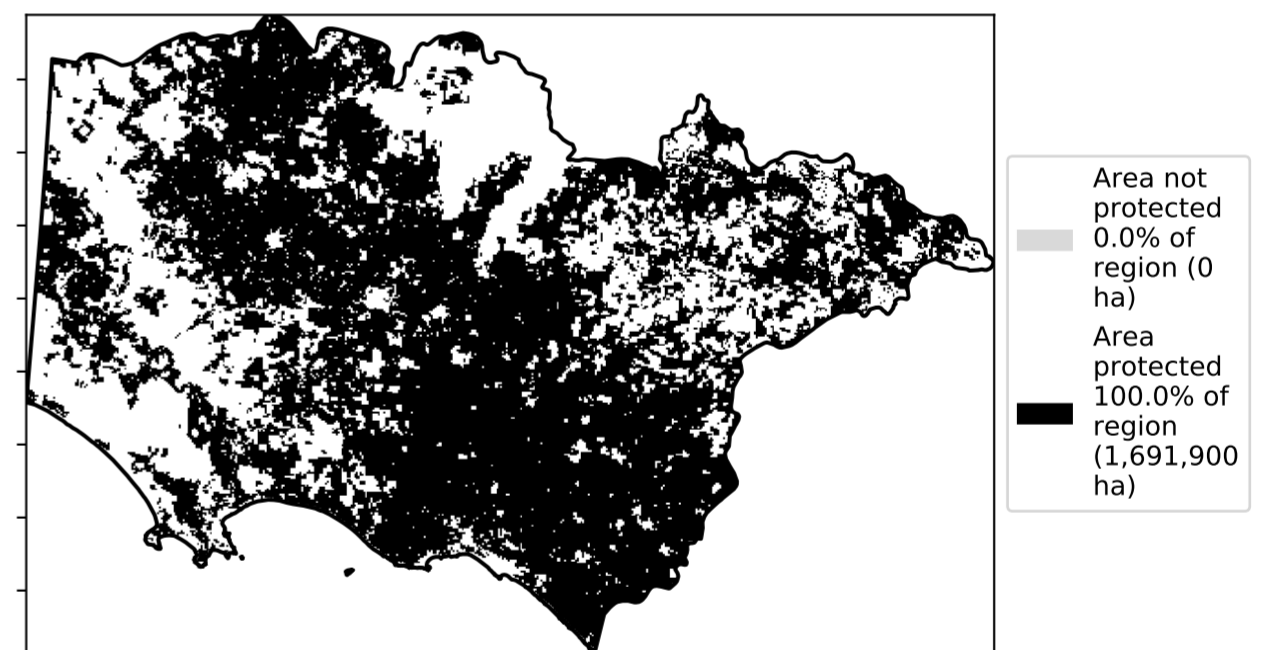 Area not
protected
0.0% of
region (0
ha)
Area
protected
100.0% of
region
(1,691,900
ha)